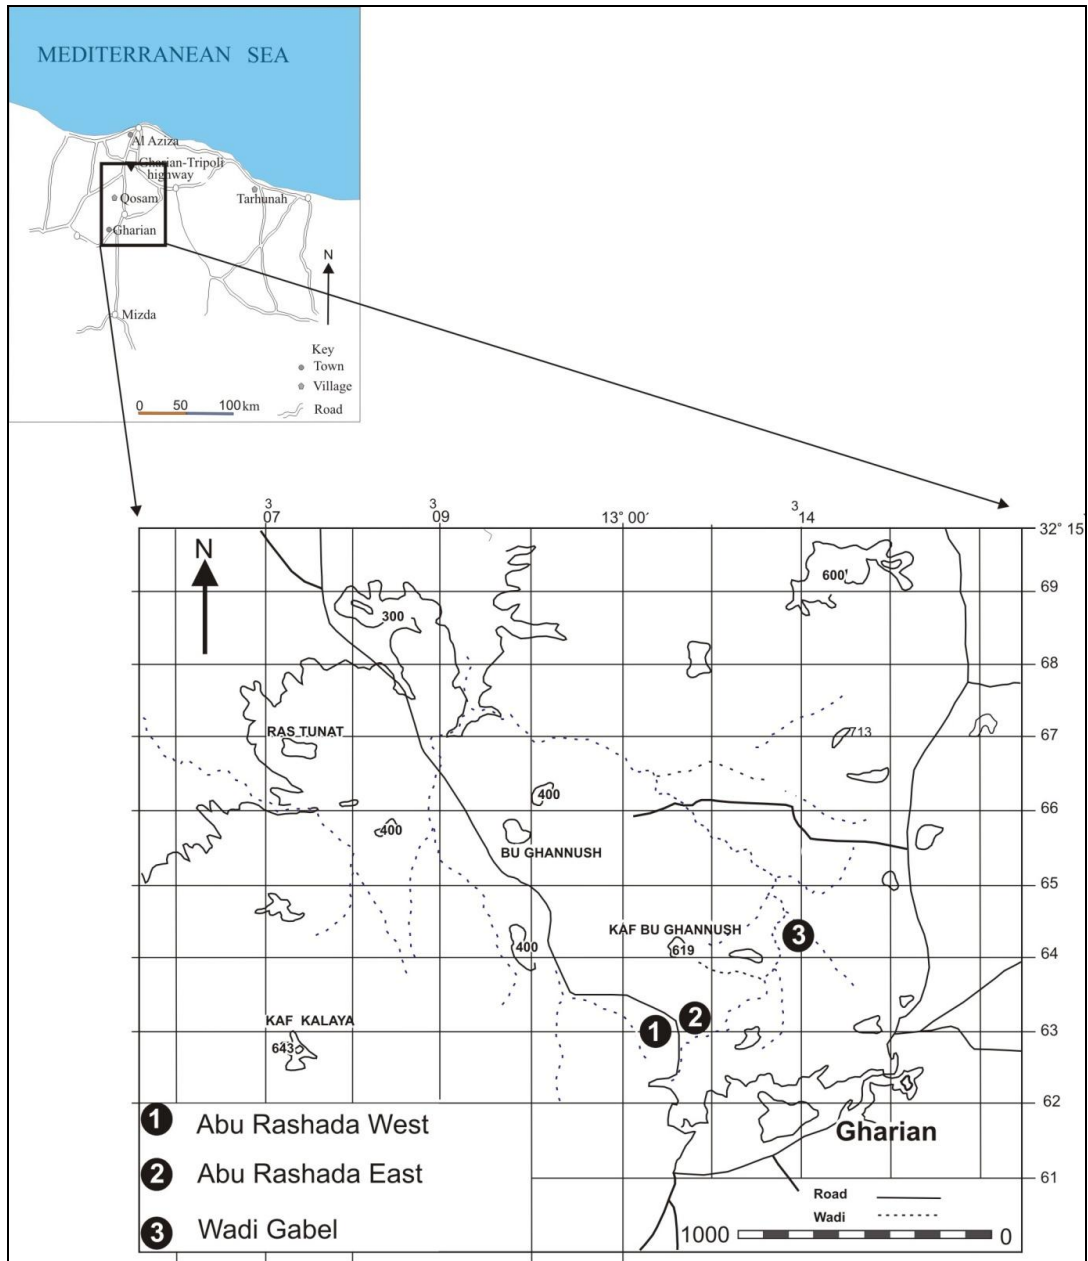 MEDITERRANEAN SEA
Al Aziza
Gharian-Tripoli
highway
Qosam
Tarhunah
Gharian
N
Mizda
Key
Town
Village
0 50 100 km
Road
3 3 3
07 09 13° 00´ 14 32° 15
N
600'
69
300
68
RAS TUNAT
713
67
400
66
400
BU GHANNUSH
65
KAF BU GHANNUSH
3
400
619
64
KAF KALAYA
1 2
63
643
1 Abu Rashada West
62
Gharian
2 Abu Rashada East
61
Road
Wadi
3 Wadi Gabel
1000 0